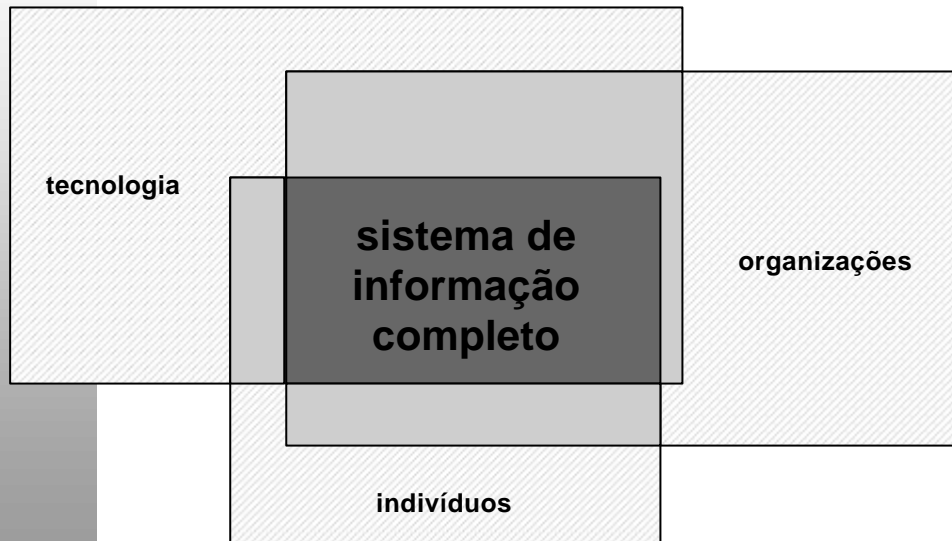 tecnologia
sistema de
informação
completo
organizações
indivíduos